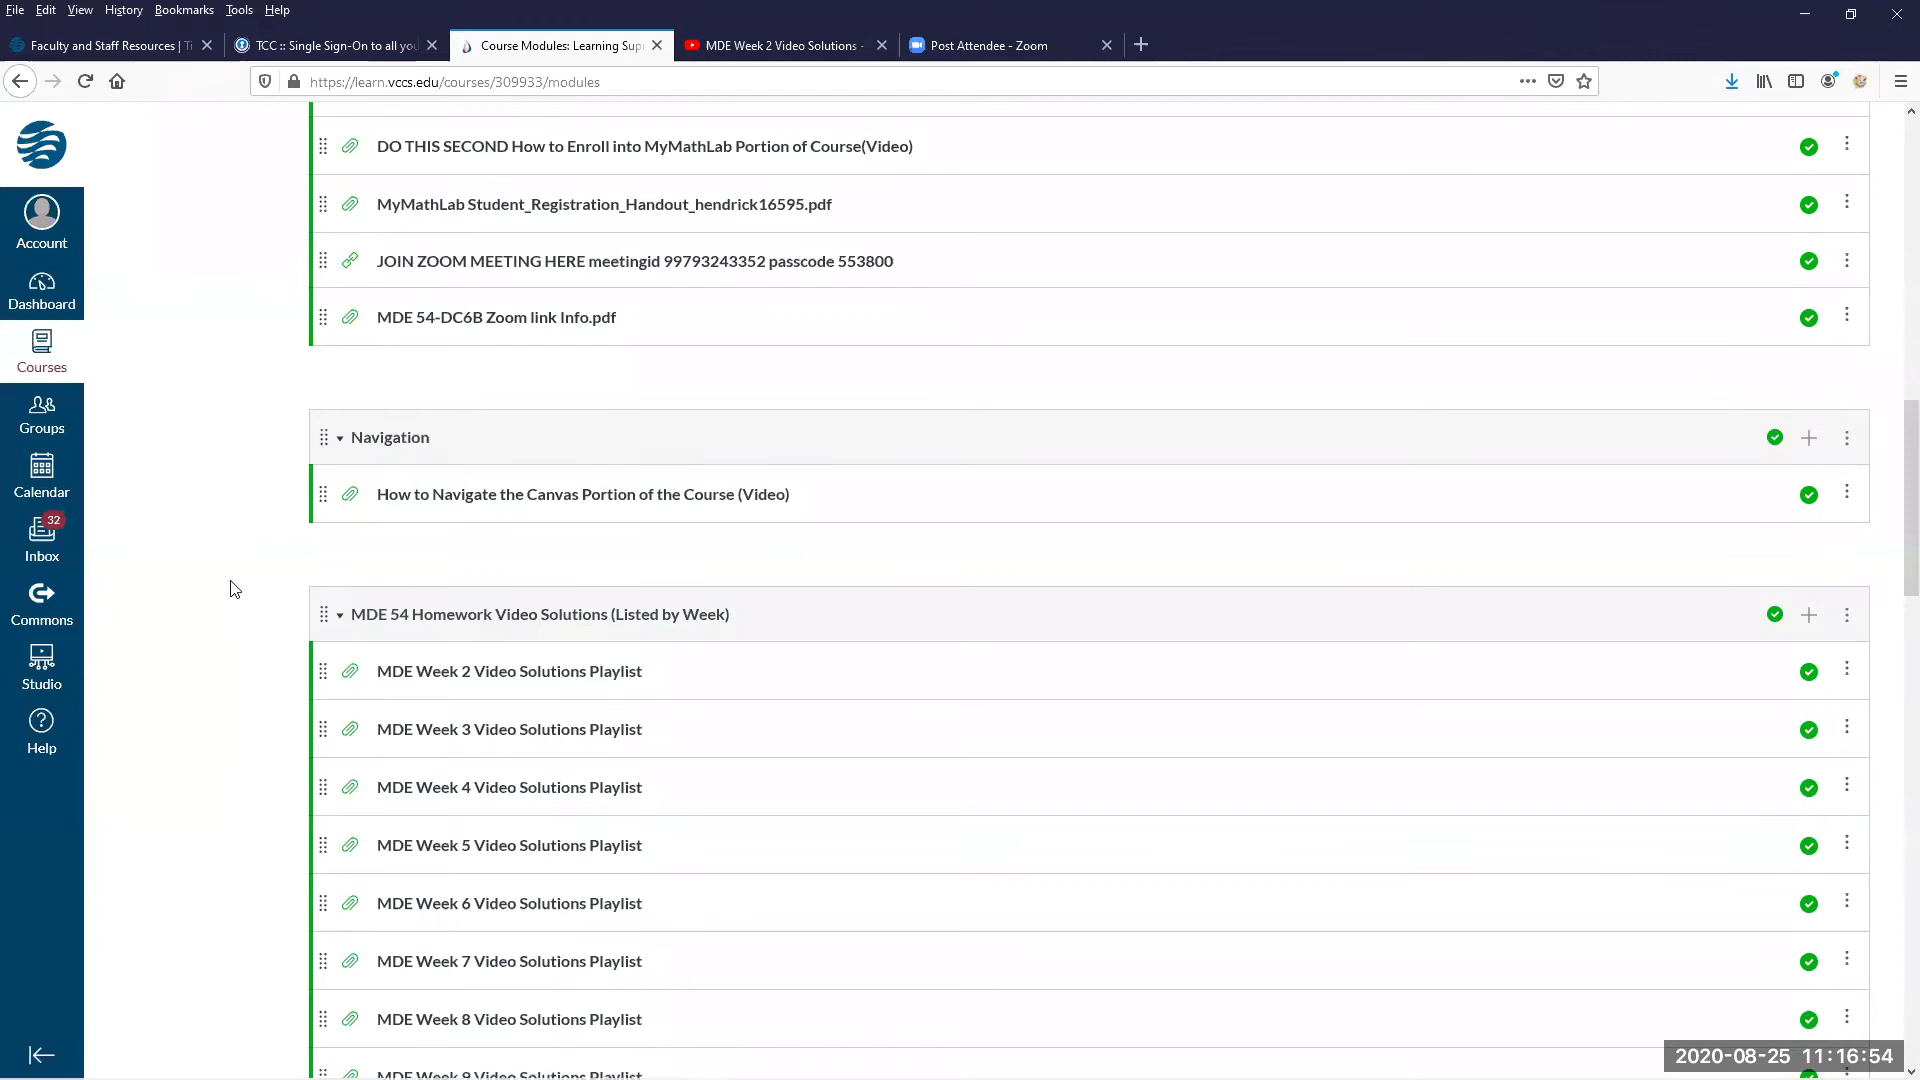 File Edit View History Bookmarks Tools Help
Faculty and Staff Resources | Ti
TCC :: Single Sign-On to all you
Course Modules: Learning Sup
MDE Week 2 Video Solutions -
Post Attendee - Zoom
https://learn.vccs.edu/courses/309933/modules
DO THIS SECOND How to Enroll into MyMathLab Portion of Course(Video)
MyMathLab Student_Registration_Handout_hendrick16595.pdf
JOIN ZOOM MEETING HERE meetingid 99793243352 passcode 553800
MDE 54-DC6B Zoom link Info.pdf
Navigation
How to Navigate the Canvas Portion of the Course (Video)
MDE 54 Homework Video Solutions (Listed by Week)
MDE Week 2 Video Solutions Playlist
MDE Week 3 Video Solutions Playlist
MDE Week 4 Video Solutions Playlist
MDE Week 5 Video Solutions Playlist
MDE Week 6 Video Solutions Playlist
MDE Week 7 Video Solutions Playlist
MDE Week 8 Video Solutions Playlist
MDE Week 9 Video Solutions Playlist
Account
Dashboard
Courses
Groups
Calendar
32
Inbox
Commons
Studio
Help
2020-08-25 11:16:54